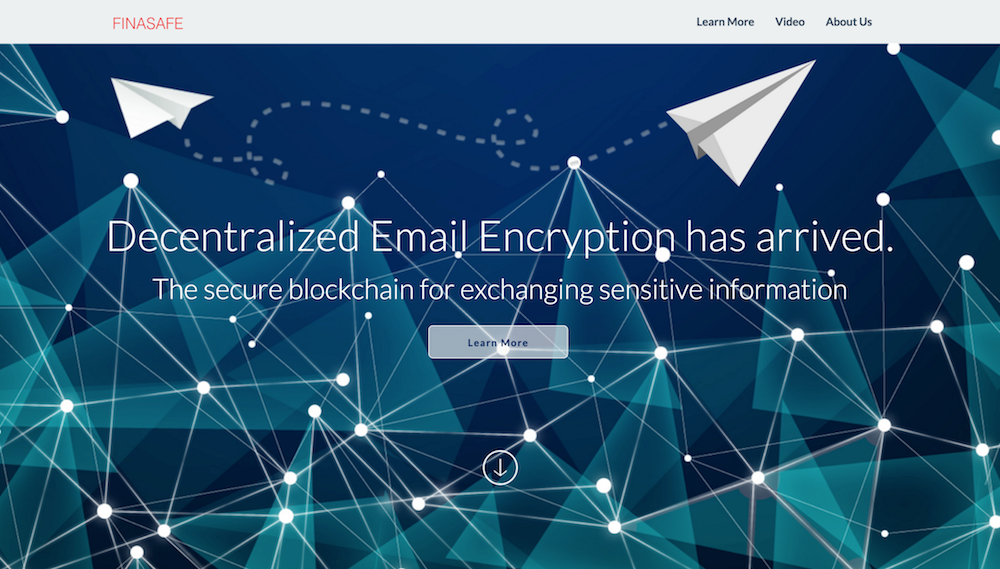 FINASAFE
Learn More
Video
About Us
Decentralized Email Encryption has arrived.
The secure blockchain for exchanging sensitive information
Learn More